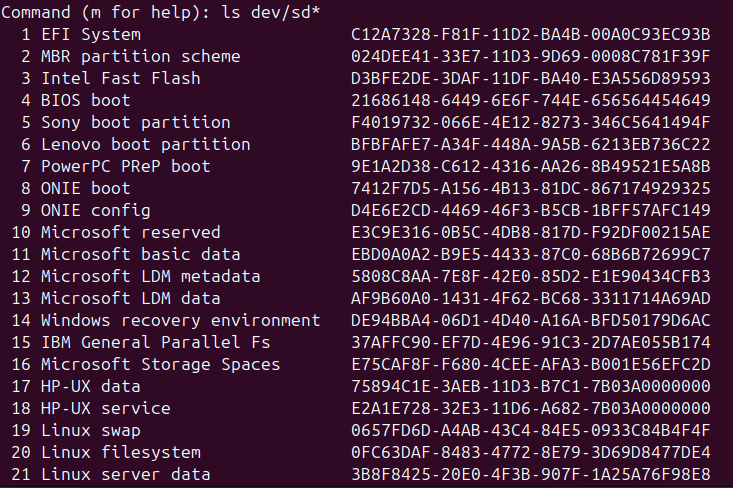 Command (m for help): ls dev/sd*
1 EFI System C12A7328-F81F-11D2-BA4B-00A0C93EC93B
2 MBR partition scheme 024DEE41-33E7-11D3-9D69-0008C781F39F
3 Intel Fast Flash D3BFE2DE-3DAF-11DF-BA40-E3A556D89593
4 BIOS boot 21686148-6449-6E6F-744E-656564454649
5 Sony boot partition F4019732-066E-4E12-8273-346C5641494F
6 Lenovo boot partition BFBFAFE7-A34F-448A-9A5B-6213EB736C22
7 PowerPC PReP boot 9E1A2D38-C612-4316-AA26-8B49521E5A8B
8 ONIE boot 7412F7D5-A156-4B13-81DC-867174929325
9 ONIE config D4E6E2CD-4469-46F3-B5CB-1BFF57AFC149
10 Microsoft reserved E3C9E316-0B5C-4DB8-817D-F92DF00215AE
11 Microsoft basic data EBD0A0A2-B9E5-4433-87C0-68B6B72699C7
12 Microsoft LDM metadata 5808C8AA-7E8F-42E0-85D2-E1E90434CFB3
13 Microsoft LDM data AF9B60A0-1431-4F62-BC68-3311714A69AD
14 Windows recovery environment DE94BBA4-06D1-4D40-A16A-BFD50179D6AC
15 IBM General Parallel Fs 37AFFC90-EF7D-4E96-91C3-2D7AE055B174
16 Microsoft Storage Spaces E75CAF8F-F680-4CEE-AFA3-B001E56EFC2D
17 HP-UX data 75894C1E-3AEB-11D3-B7C1-7B03A0000000
18 HP-UX service E2A1E728-32E3-11D6-A682-7B03A0000000
19 Linux swap 0657FD6D-A4AB-43C4-84E5-0933C84B4F4F
20 Linux filesystem 0FC63DAF-8483-4772-8E79-3D69D8477DE4
21 Linux server data 3B8F8425-20E0-4F3B-907F-1A25A76F98E8